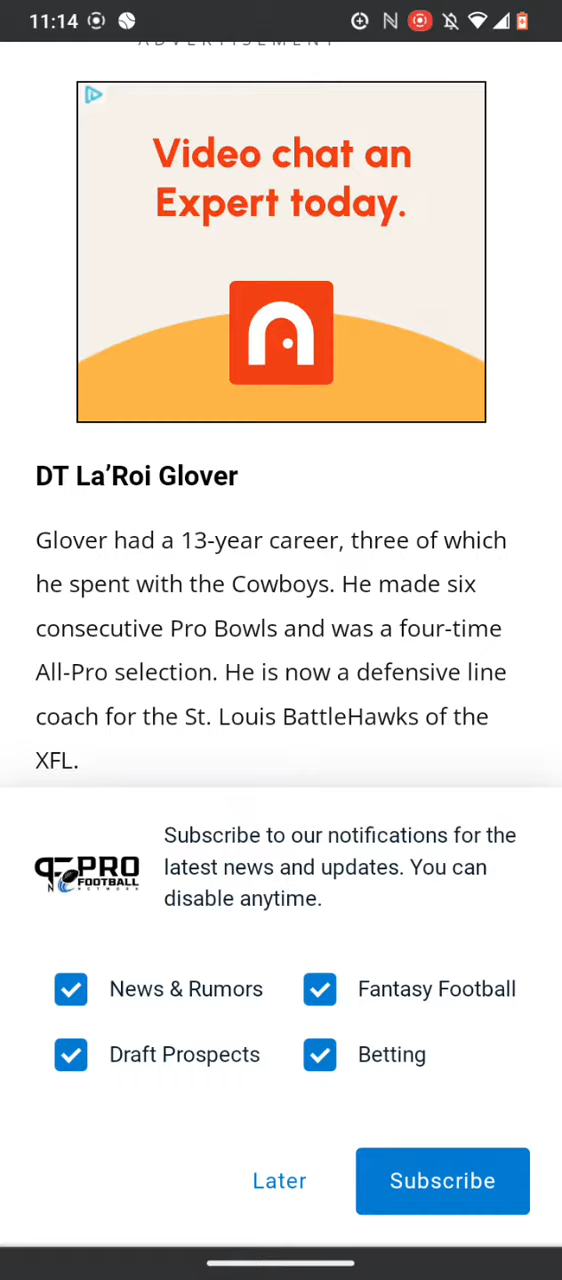 11:14
ADVERTISEMENT
Video chat an
Expert today.
DT La’Roi Glover
Glover had a 13-year career, three of which
he spent with the Cowboys. He made six
consecutive Pro Bowls and was a four-time
All-Pro selection. He is now a defensive line
coach for the St. Louis BattleHawks of the
XFL.
PRO
FOOTBALL
NETWORK
Subscribe to our notifications for the
latest news and updates. You can
disable anytime.
News & Rumors
Fantasy Football
Draft Prospects
Betting
Later
Subscribe